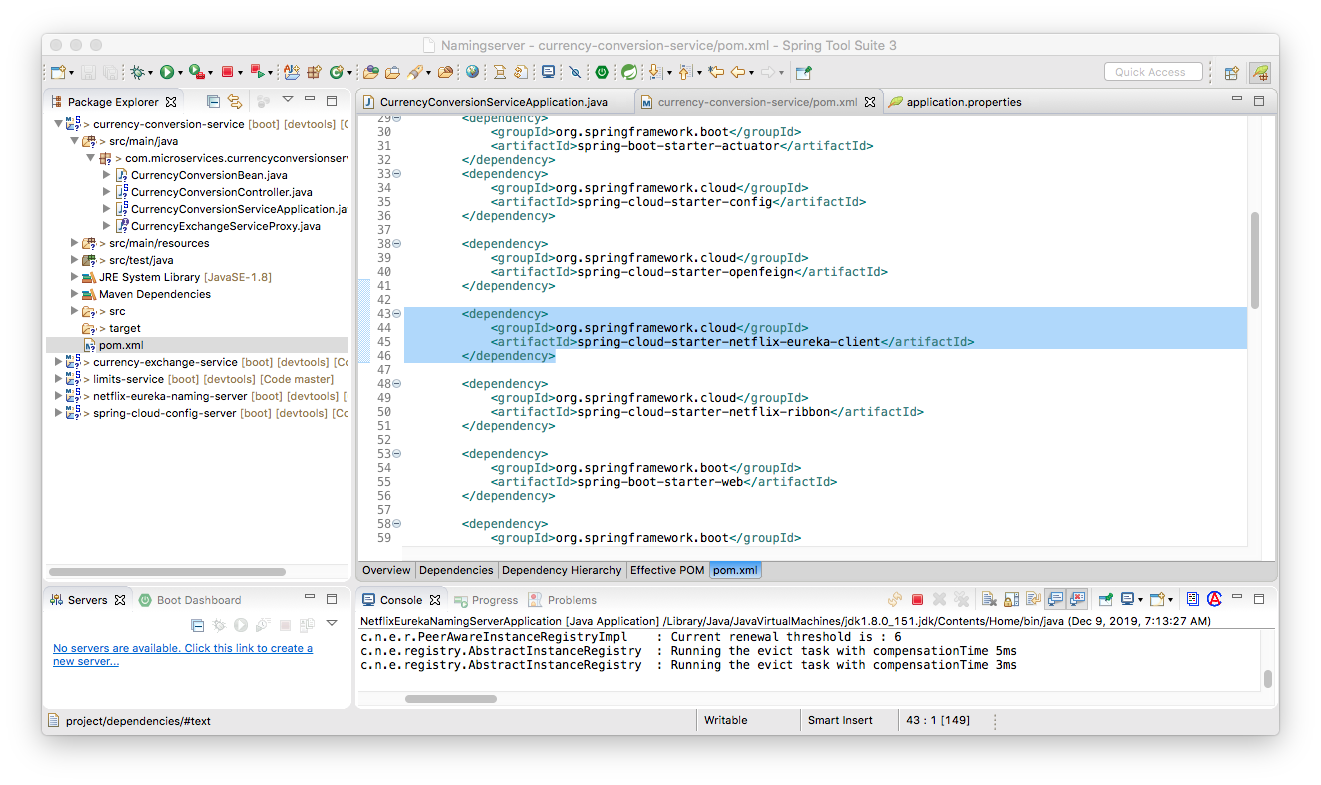 Namingserver - currency-conversion-service/pom.xml - Spring Tool Suite 3
Quick Access
Package Explorer
> currency-conversion-service [boot] [devtools] [C
> src/main/java
> com.microservices.currencyconversionserv
CurrencyConversionBean.java
CurrencyConversionController.java
CurrencyConversionServiceApplication.ja
CurrencyExchangeServiceProxy.java
> src/main/resources
> src/test/java
JRE System Library [JavaSE-1.8]
Maven Dependencies
> src
> target
pom.xml
> currency-exchange-service [boot] [devtools] [Co
> limits-service [boot] [devtools] [Code master]
> netflix-eureka-naming-server [boot] [devtools] [
> spring-cloud-config-server [boot] [devtools] [Co
CurrencyConversionServiceApplication.java
currency-conversion-service/pom.xml
application.properties
29 <dependency>
30 <groupId>org.springframework.boot</groupId>
31 <artifactId>spring-boot-starter-actuator</artifactId>
32 </dependency>
33 <dependency>
34 <groupId>org.springframework.cloud</groupId>
35 <artifactId>spring-cloud-starter-config</artifactId>
36 </dependency>
37
38 <dependency>
39 <groupId>org.springframework.cloud</groupId>
40 <artifactId>spring-cloud-starter-openfeign</artifactId>
41 </dependency>
42
43 <dependency>
44 <groupId>org.springframework.cloud</groupId>
45 <artifactId>spring-cloud-starter-netflix-eureka-client</artifactId>
46 </dependency>
47
48 <dependency>
49 <groupId>org.springframework.cloud</groupId>
50 <artifactId>spring-cloud-starter-netflix-ribbon</artifactId>
51 </dependency>
52
53 <dependency>
54 <groupId>org.springframework.boot</groupId>
55 <artifactId>spring-boot-starter-web</artifactId>
56 </dependency>
57
58 <dependency>
59 <groupId>org.springframework.boot</groupId>
Overview Dependencies Dependency Hierarchy Effective POM pom.xml
Servers
Boot Dashboard
No servers are available. Click this link to create a
new server...
Console
Progress
Problems
NetflixEurekaNamingServerApplication [Java Application] /Library/Java/JavaVirtualMachines/jdk1.8.0_151.jdk/Contents/Home/bin/java (Dec 9, 2019, 7:13:27 AM)
c.n.e.r.PeerAwareInstanceRegistryImpl : Current renewal threshold is : 6
c.n.e.registry.AbstractInstanceRegistry : Running the evict task with compensationTime 5ms
c.n.e.registry.AbstractInstanceRegistry : Running the evict task with compensationTime 3ms
project/dependencies/#text
Writable
Smart Insert
43 : 1 [149]